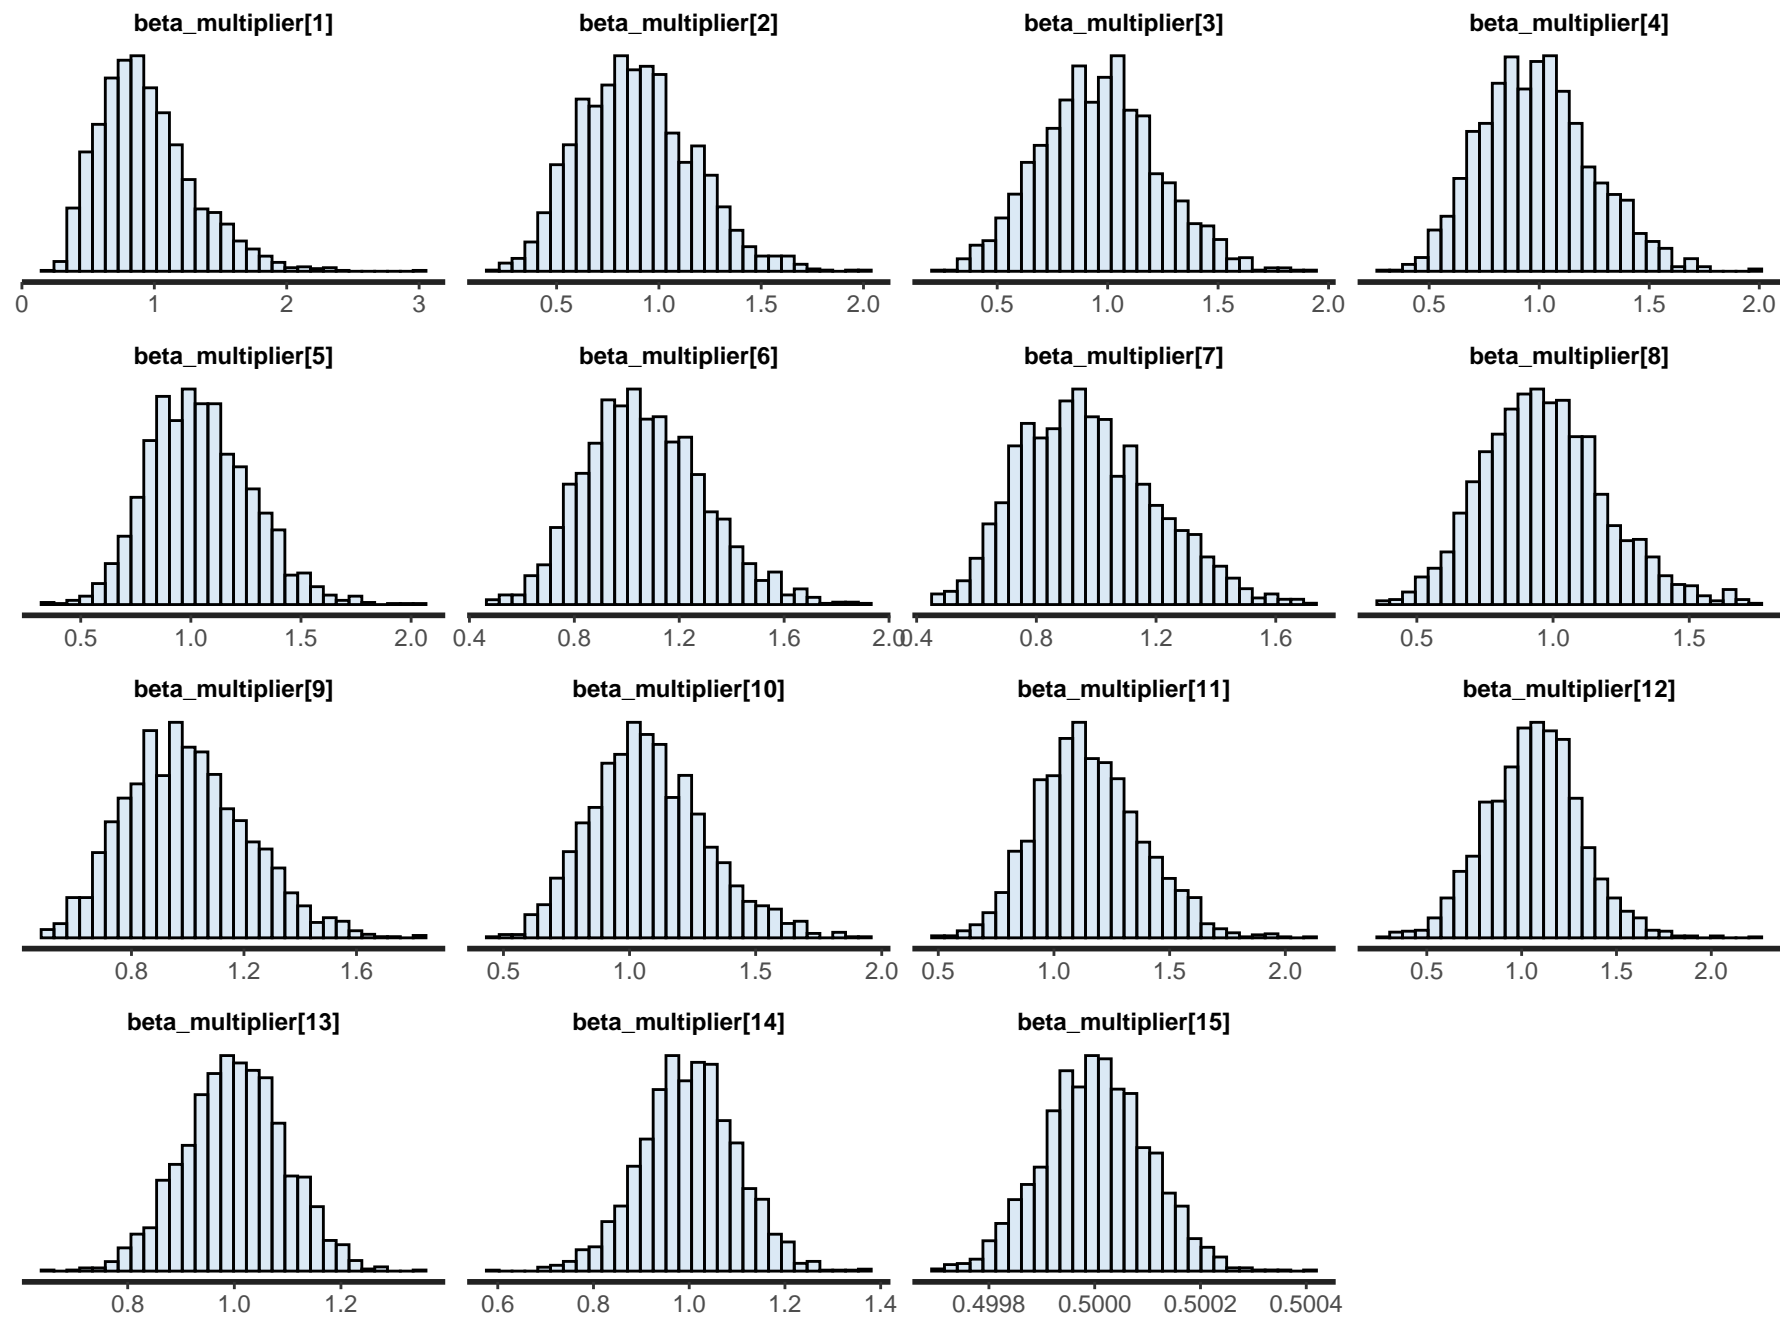 beta_multiplier[1] beta_multiplier[2] beta_multiplier[3] beta_multiplier[4]
0 1 2 3 0.5 1.0 1.5 2.0 0.5 1.0 1.5 2.0 0.5 1.0 1.5 2.0
beta_multiplier[5] beta_multiplier[6] beta_multiplier[7] beta_multiplier[8]
0.5 1.0 1.5 2.0 0.4 0.8 1.2 1.6 2.0 0.4 0.8 1.2 1.6 0.5 1.0 1.5
beta_multiplier[9] beta_multiplier[10] beta_multiplier[11] beta_multiplier[12]
0.8 1.2 1.6 0.5 1.0 1.5 2.0 0.5 1.0 1.5 2.0 0.5 1.0 1.5 2.0
beta_multiplier[13] beta_multiplier[14] beta_multiplier[15]
0.8 1.0 1.2 0.6 0.8 1.0 1.2 1.4 0.4998 0.5000 0.5002 0.5004